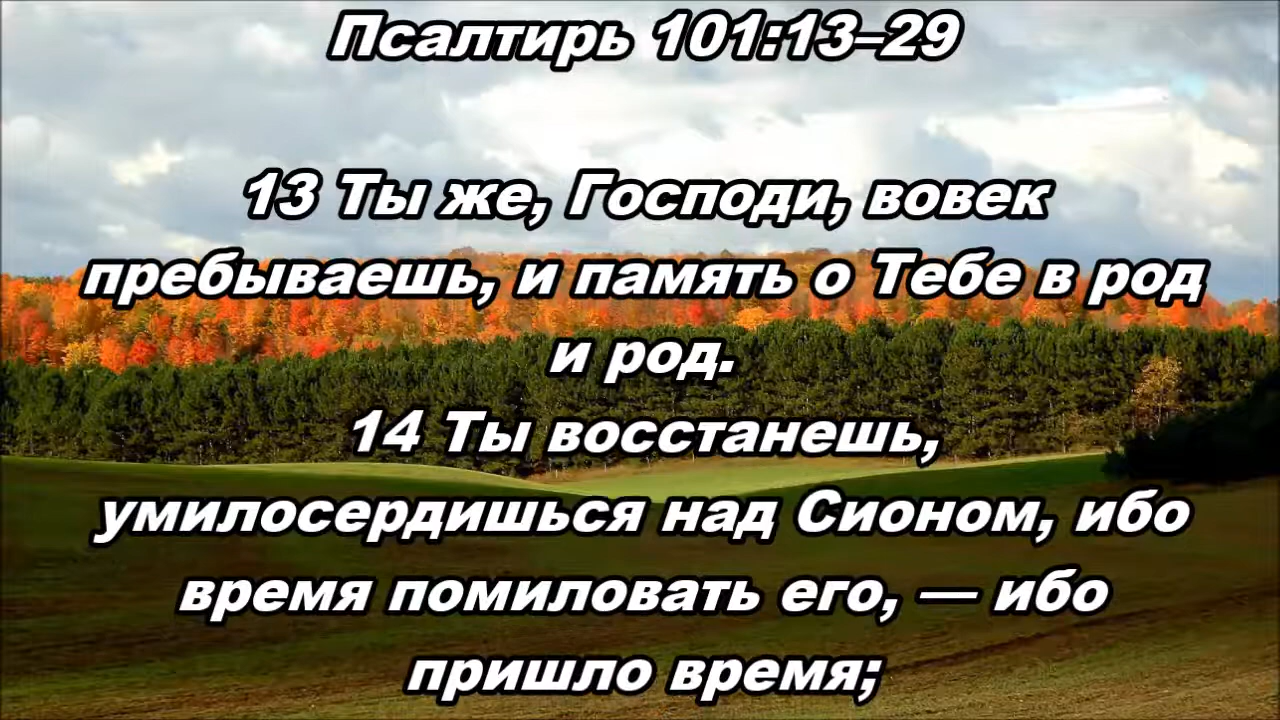 Псалтирь 101:13–29
13 Ты же, Господи, вовек
пребываешь, и память о Тебе в род
и род.
14 Ты восстанешь,
умилосердишься над Сионом, ибо
время помиловать его, — ибо
пришло время;